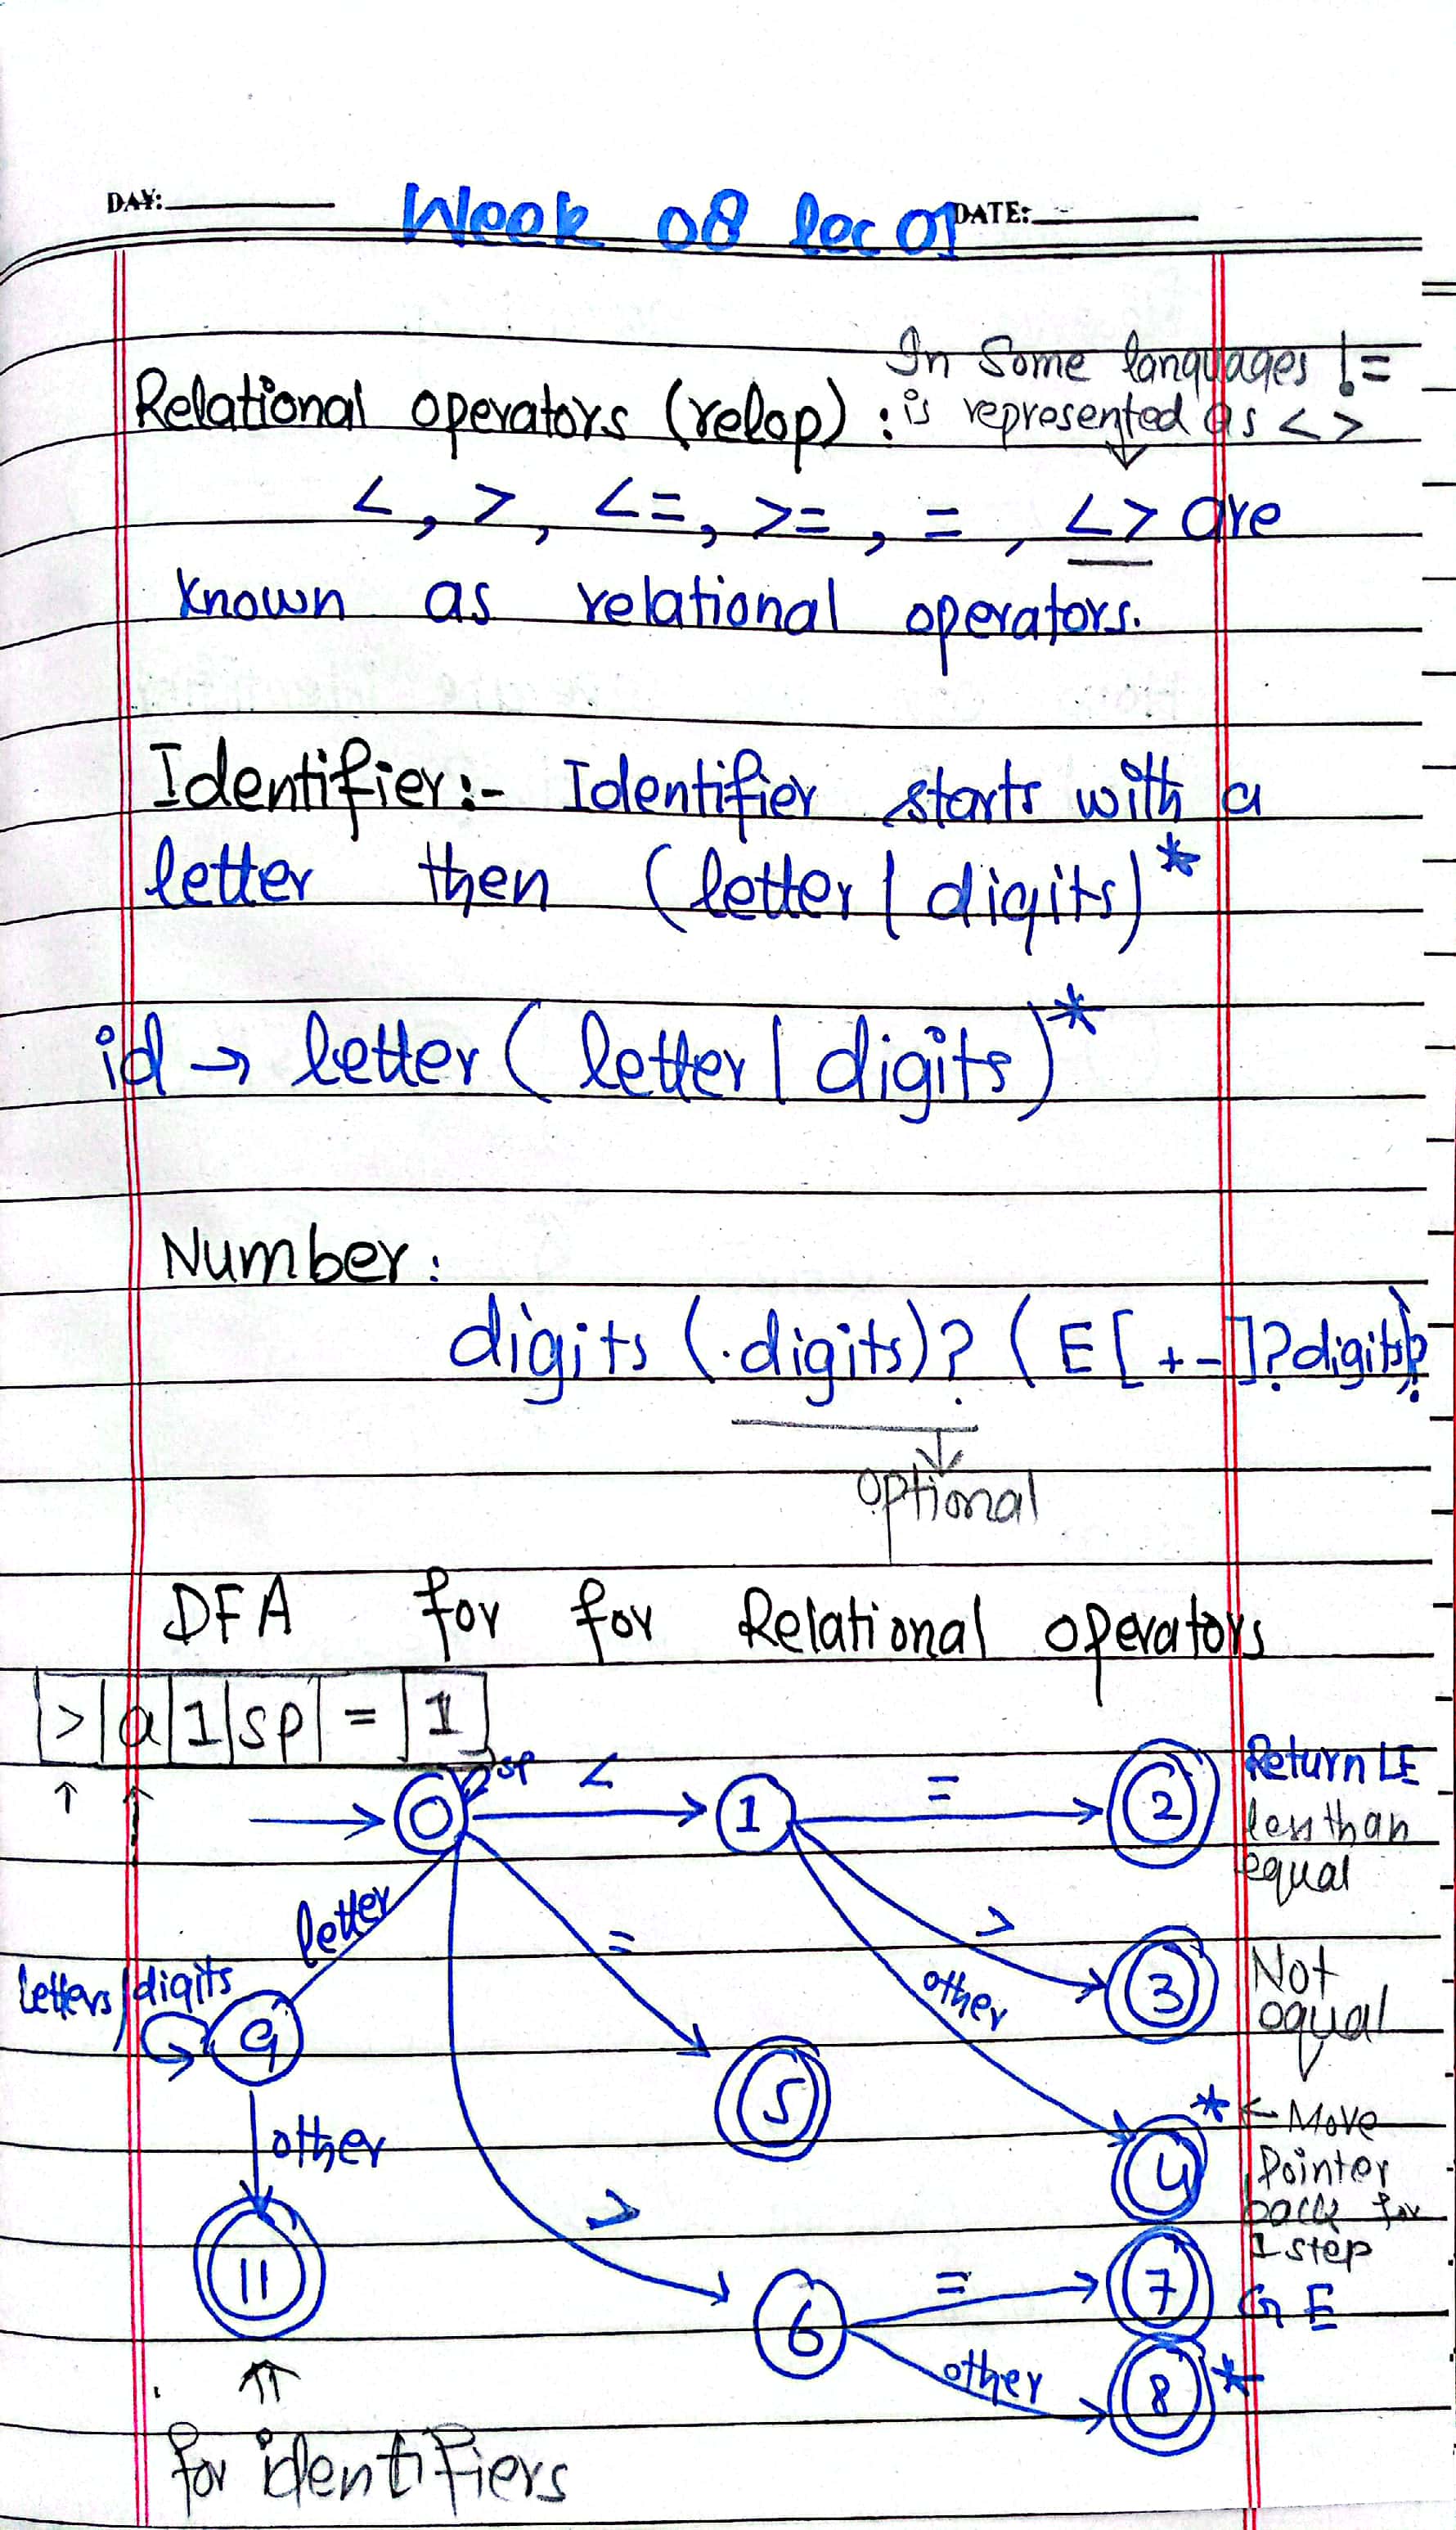 DAY: Week 08 lec 01 DATE:
In Some languages !=
Relational operators (relop) : is represented as <>
<, >, <=, >=, =, <> are
known as relational operators.
Identifier:- Identifier starts with a
letter then (letter | digits)*
id → letter ( letter | digits)*
Number:
digits (.digits)? ( E [ +- ]? digits)?
↓
optional
DFA for for Relational operators
> | a | 1 | sp | = | 1
↑ ↑
sp < = Return LE
0 1 2 less than
equal
letter = > Not
letters/digits other 3 equal
9 5
* ← Move
other 4 Pointer
back for
11 > 1 step
= 7 GE
6
other 8 *
for identifiers